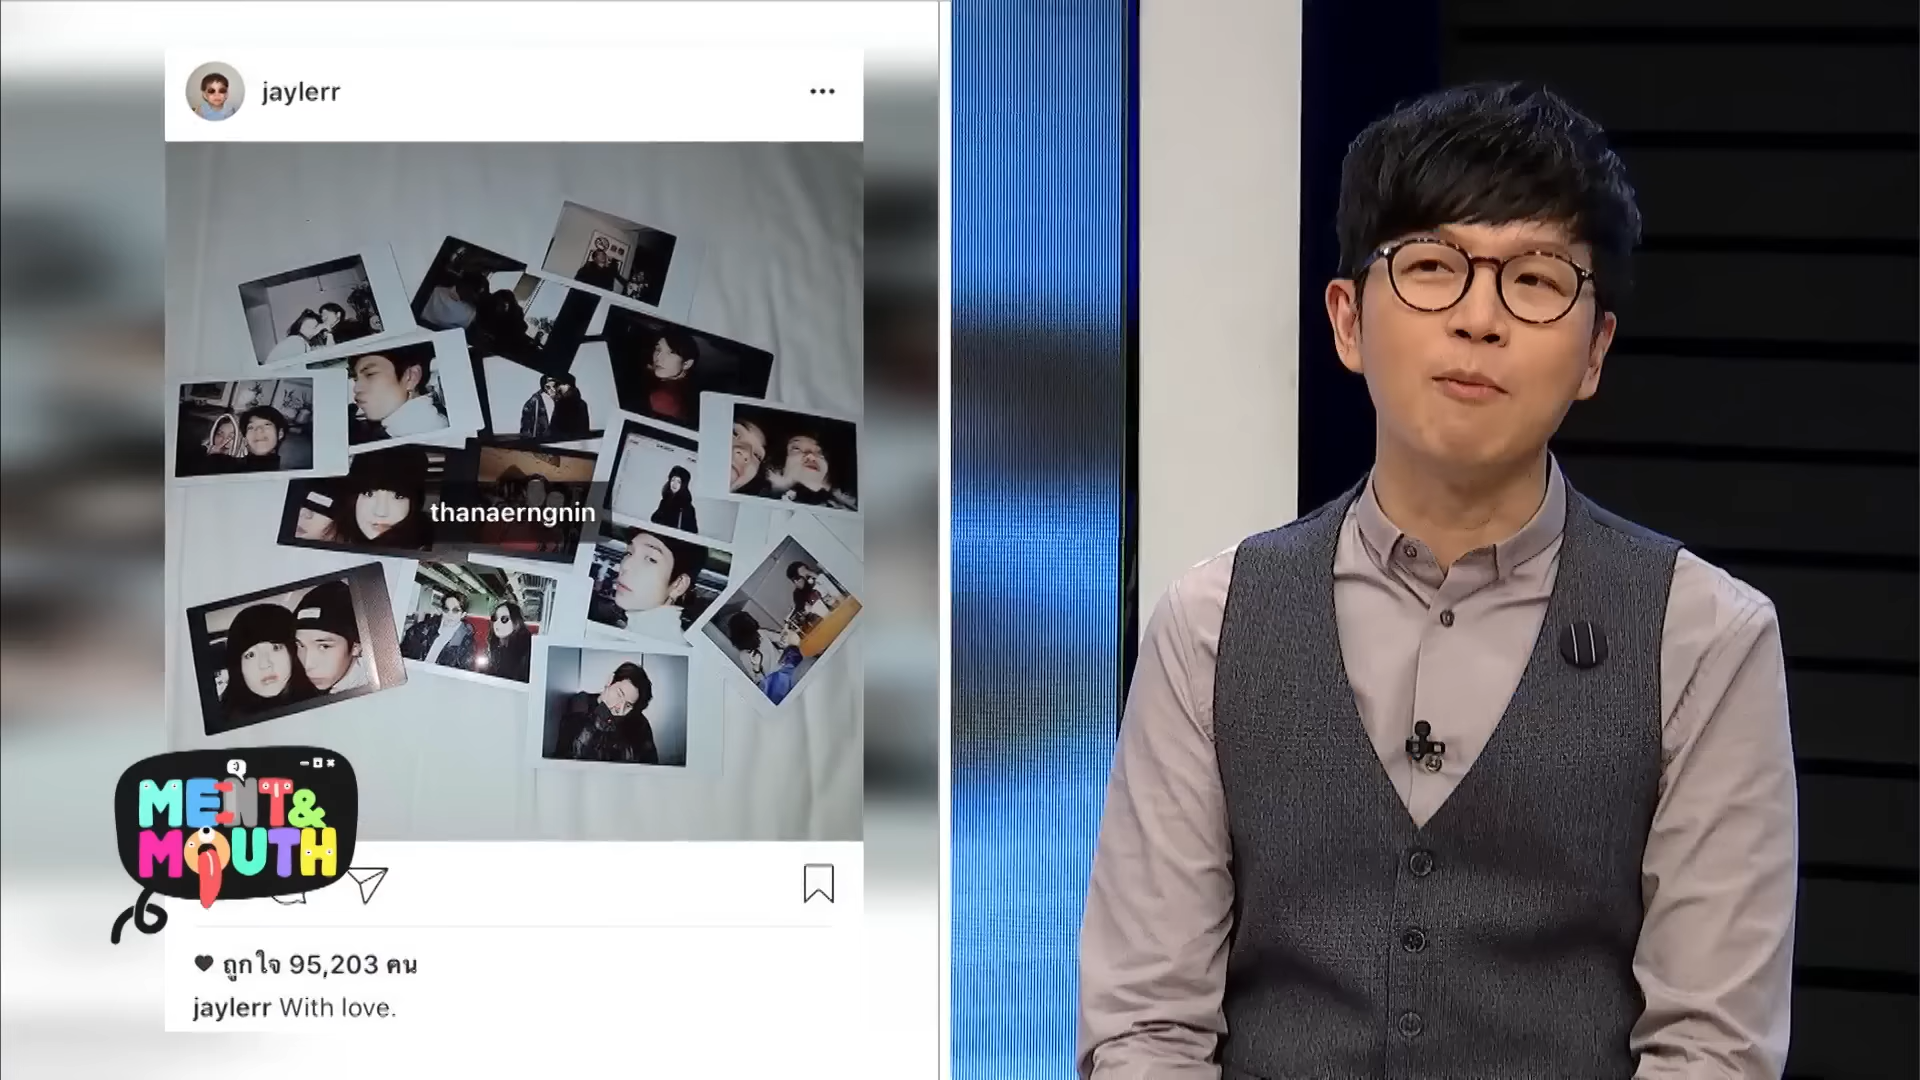 jaylerr
thanaerngnin
MENT&
MOUTH
ถูกใจ 95,203 คน
jaylerr With love.